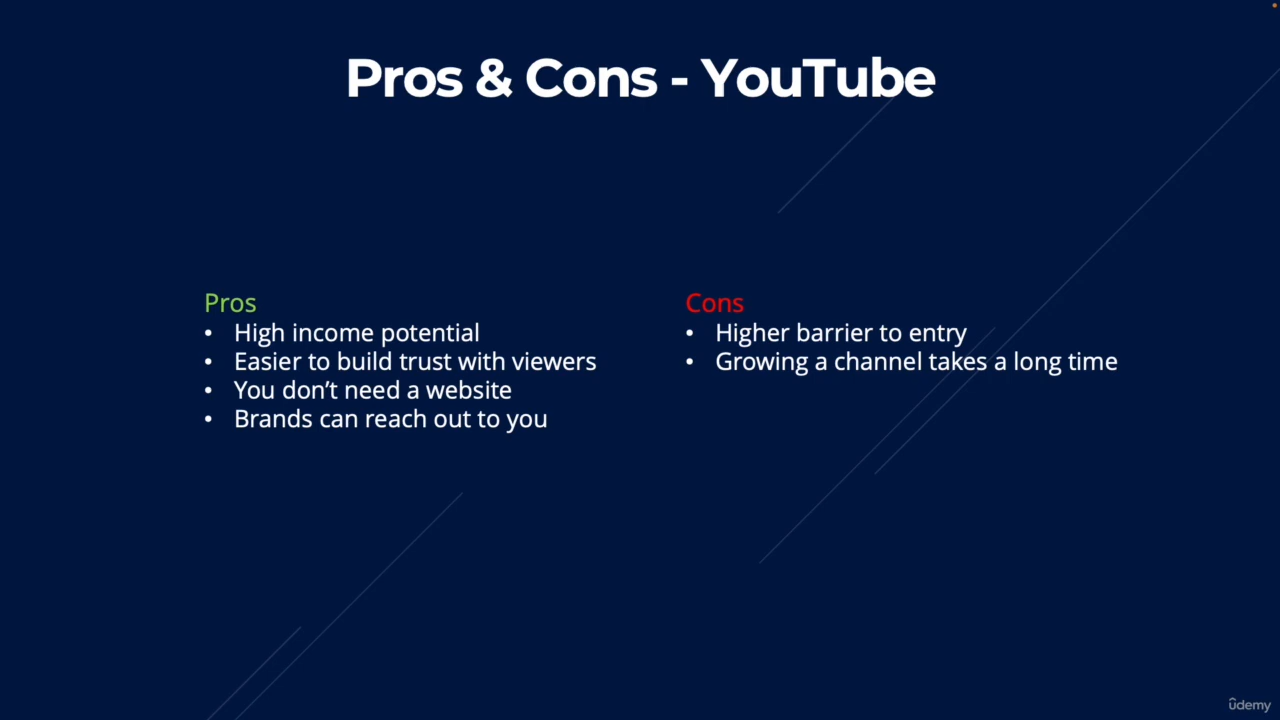 Pros & Cons - YouTube
Pros
• High income potential
• Easier to build trust with viewers
• You don’t need a website
• Brands can reach out to you
Cons
• Higher barrier to entry
• Growing a channel takes a long time
ûdemy